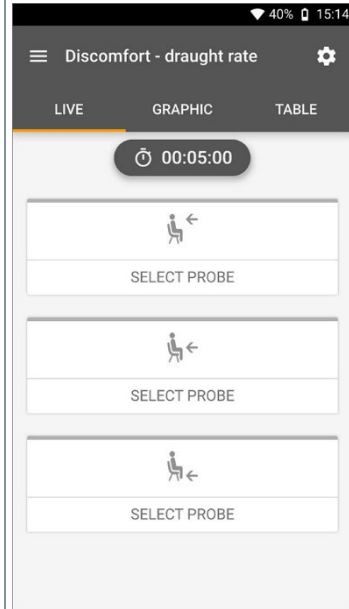 40% 15:14
Discomfort - draught rate
LIVE GRAPHIC TABLE
00:05:00
SELECT PROBE
SELECT PROBE
SELECT PROBE